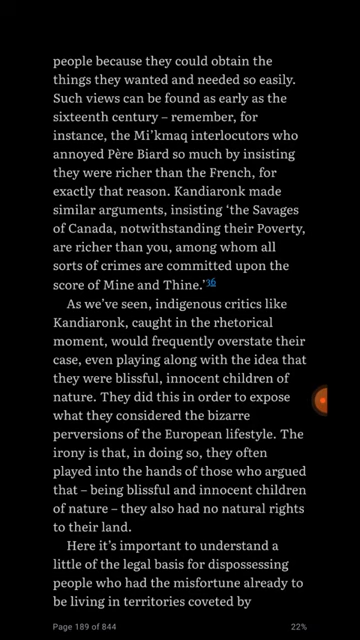 people because they could obtain the
things they wanted and needed so easily.
Such views can be found as early as the
sixteenth century – remember, for
instance, the Mi’kmaq interlocutors who
annoyed Père Biard so much by insisting
they were richer than the French, for
exactly that reason. Kandiaronk made
similar arguments, insisting ‘the Savages
of Canada, notwithstanding their Poverty,
are richer than you, among whom all
sorts of crimes are committed upon the
score of Mine and Thine.’36
As we’ve seen, indigenous critics like
Kandiaronk, caught in the rhetorical
moment, would frequently overstate their
case, even playing along with the idea that
they were blissful, innocent children of
nature. They did this in order to expose
what they considered the bizarre
perversions of the European lifestyle. The
irony is that, in doing so, they often
played into the hands of those who argued
that – being blissful and innocent children
of nature – they also had no natural rights
to their land.
Here it’s important to understand a
little of the legal basis for dispossessing
people who had the misfortune already to
be living in territories coveted by
Page 189 of 844
22%